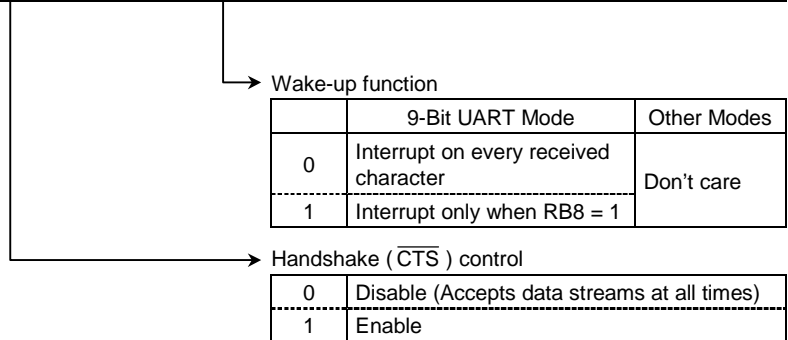 Wake-up function
9-Bit UART Mode Other Modes
0 Interrupt on every received
character
Don't care
1 Interrupt only when RB8 = 1
Handshake ( C̅T̅S̅ ) control
0 Disable (Accepts data streams at all times)
1 Enable